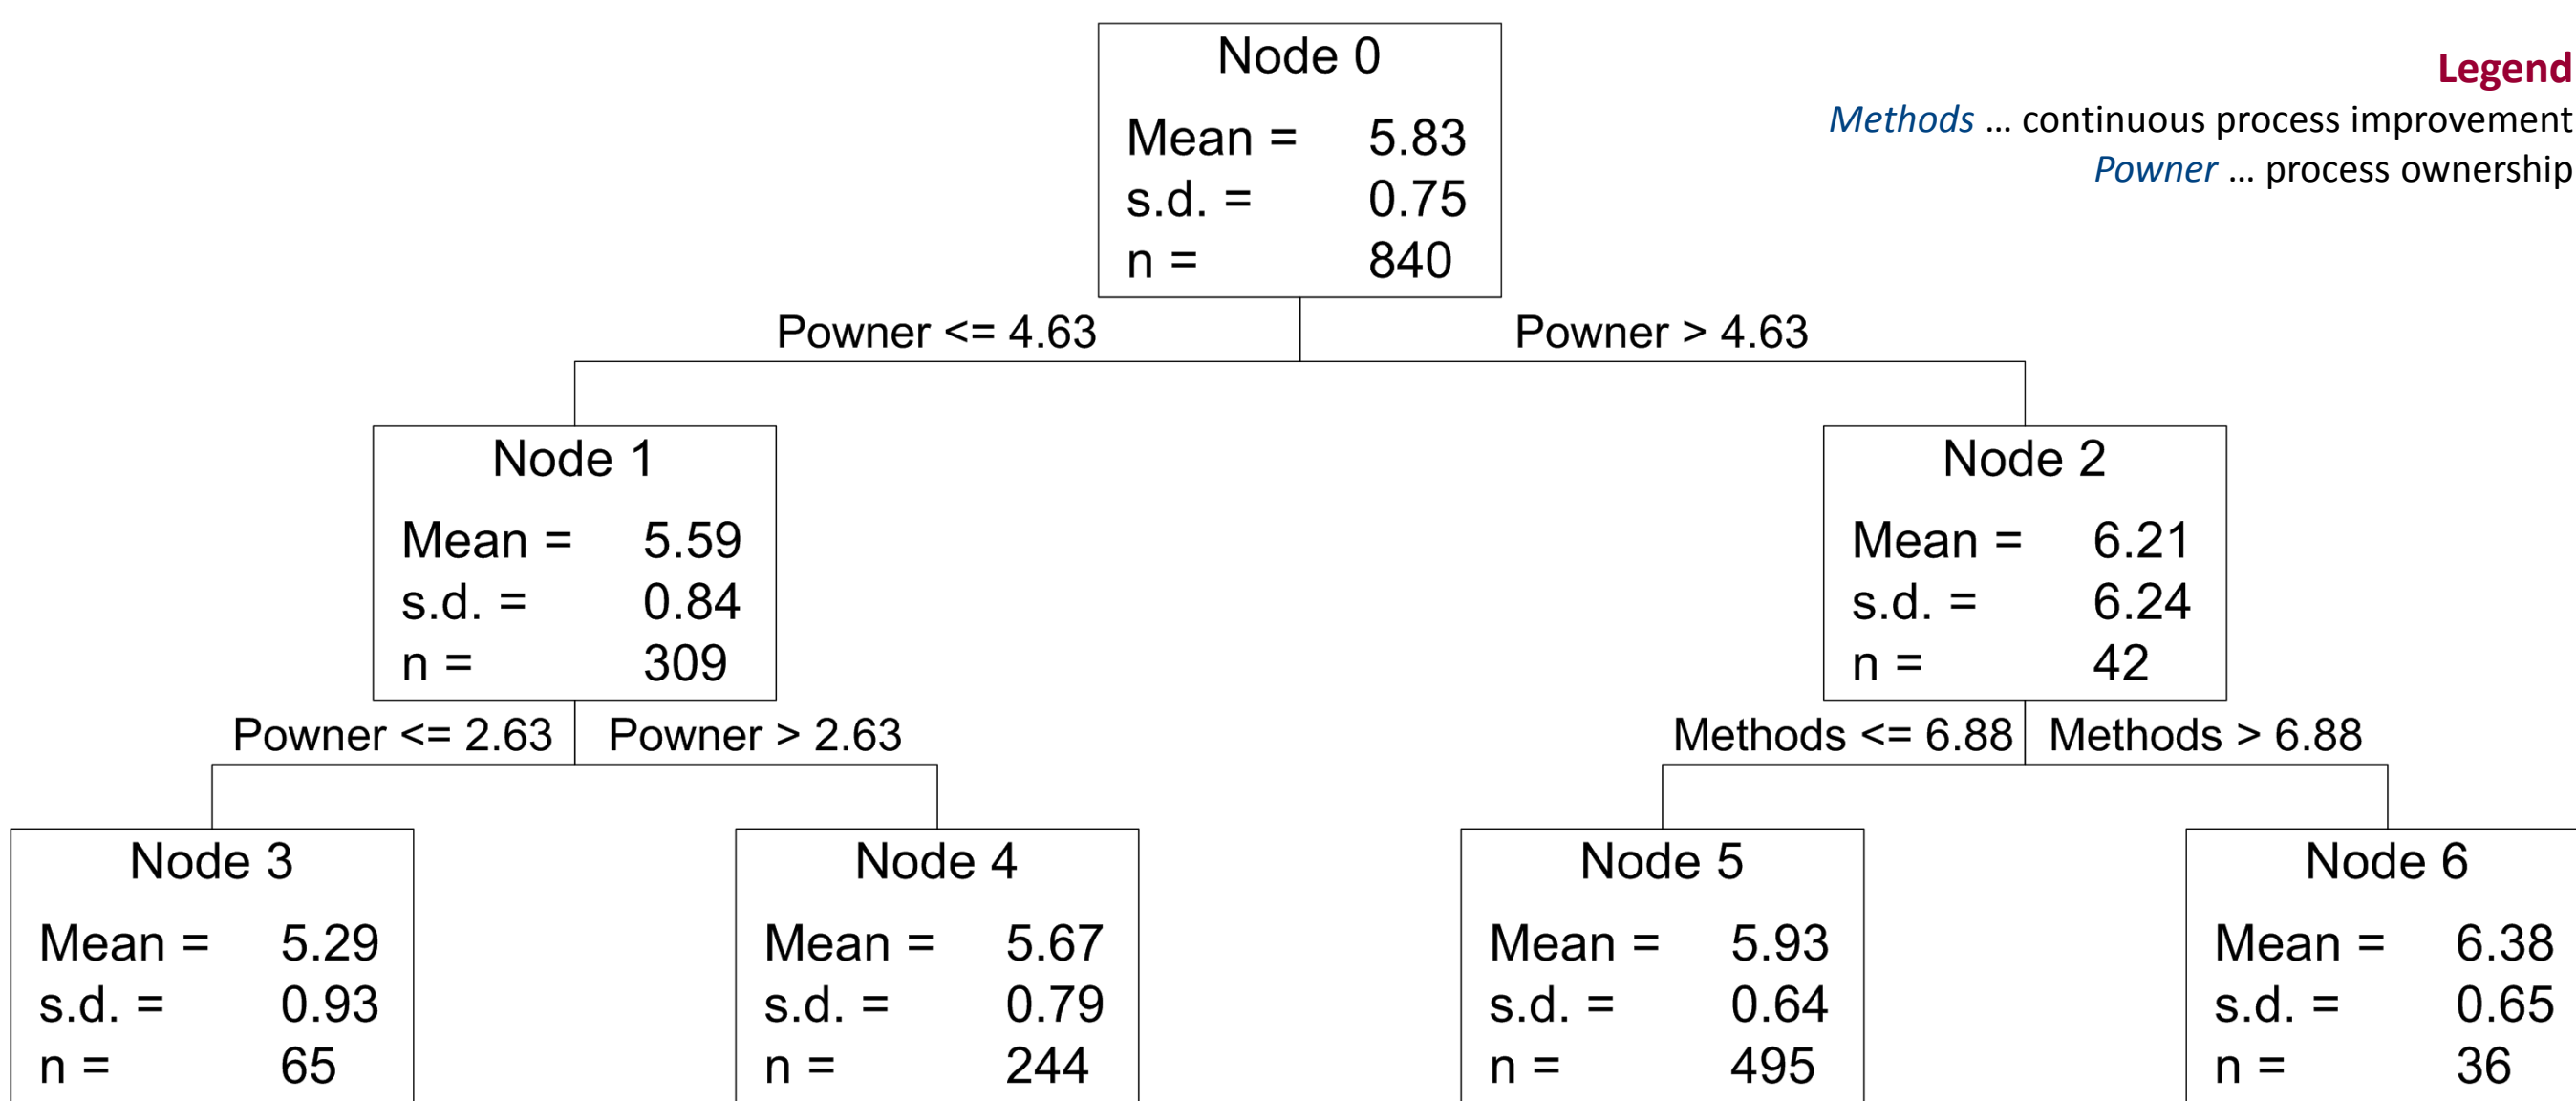 Node 0
Mean = 5.83
s.d. = 0.75
n = 840
Legend
Methods ... continuous process improvement
Powner ... process ownership
Powner <= 4.63
Powner > 4.63
Node 1
Mean = 5.59
s.d. = 0.84
n = 309
Node 2
Mean = 6.21
s.d. = 6.24
n = 42
Powner <= 2.63
Powner > 2.63
Methods <= 6.88
Methods > 6.88
Node 3
Mean = 5.29
s.d. = 0.93
n = 65
Node 4
Mean = 5.67
s.d. = 0.79
n = 244
Node 5
Mean = 5.93
s.d. = 0.64
n = 495
Node 6
Mean = 6.38
s.d. = 0.65
n = 36